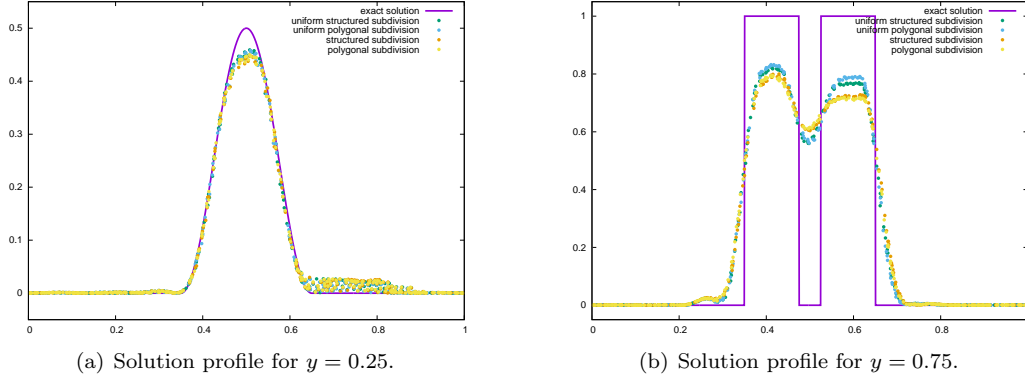 exact solution
uniform structured subdivision
uniform polygonal subdivision
structured subdivision
polygonal subdivision
0.5
0.4
0.3
0.2
0.1
0
0 0.2 0.4 0.6 0.8 1
(a) Solution profile for y = 0.25.
exact solution
uniform structured subdivision
uniform polygonal subdivision
structured subdivision
polygonal subdivision
1
0.8
0.6
0.4
0.2
0
0 0.2 0.4 0.6 0.8
(b) Solution profile for y = 0.75.